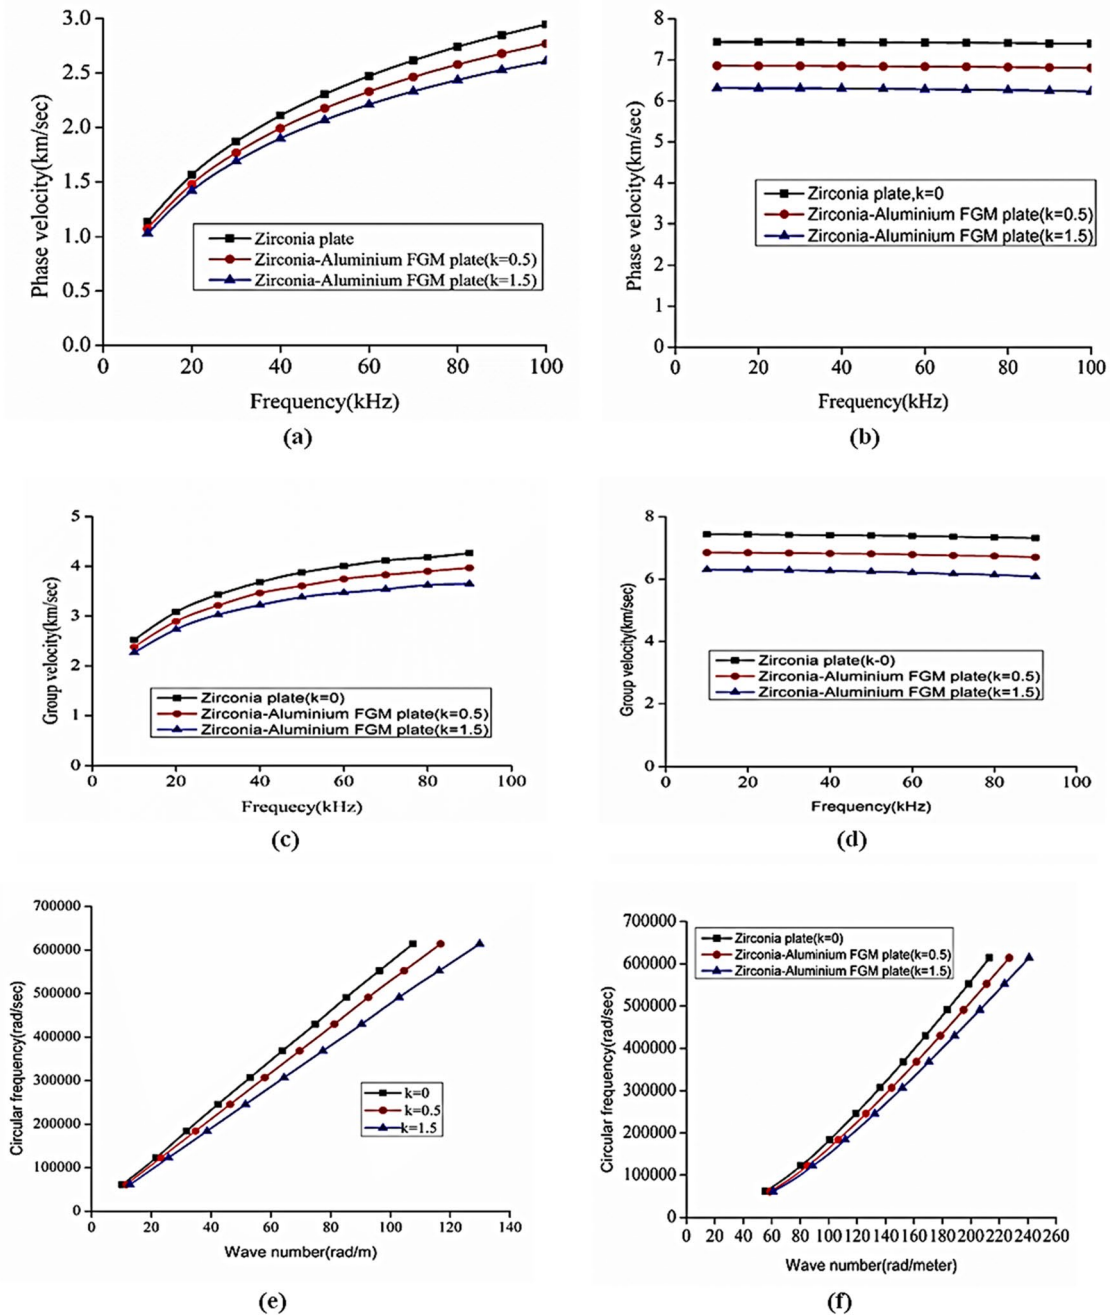 3.0
2.5
2.0
1.5
1.0
0.5
0.0
Phase velocity(km/sec)
Zirconia plate
Zirconia-Aluminium FGM plate(k=0.5)
Zirconia-Aluminium FGM plate(k=1.5)
0 20 40 60 80 100
Frequency(kHz)
(a)
8
7
6
5
4
3
2
1
0
Phase velocity(km/sec)
Zirconia plate,k=0
Zirconia-Aluminium FGM plate(k=0.5)
Zirconia-Aluminium FGM plate(k=1.5)
0 20 40 60 80 100
Frequency(kHz)
(b)
5
4
3
2
1
0
Group velocity(km/sec)
Zirconia plate(k=0)
Zirconia-Aluminium FGM plate(k=0.5)
Zirconia-Aluminium FGM plate(k=1.5)
0 20 40 60 80 100
Frequecy(kHz)
(c)
8
6
4
2
0
Group velocity(km/sec)
Zirconia plate(k-0)
Zirconia-Aluminium FGM plate(k=0.5)
Zirconia-Aluminium FGM plate(k=1.5)
0 20 40 60 80 100
Frequency(kHz)
(d)
700000
600000
500000
400000
300000
200000
100000
0
Circular frequency(rad/sec)
k=0
k=0.5
k=1.5
0 20 40 60 80 100 120 140
Wave number(rad/m)
(e)
700000
600000
500000
400000
300000
200000
100000
0
Circular frequency(rad/sec)
Zirconia plate(k=0)
Zirconia-Aluminium FGM plate(k=0.5)
Zirconia-Aluminium FGM plate(k=1.5)
0 20 40 60 80 100 120 140 160 180 200 220 240 260
Wave number(rad/meter)
(f)